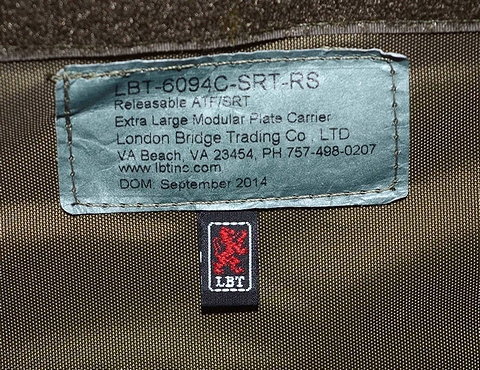 LBT-6094C-SRT-RS
Releasable ATF/SRT
Extra Large Modular Plate Carrier
London Bridge Trading Co., LTD
VA Beach, VA 23454, PH 757-498-0207
www.lbtinc.com
DOM: September 2014
LBT